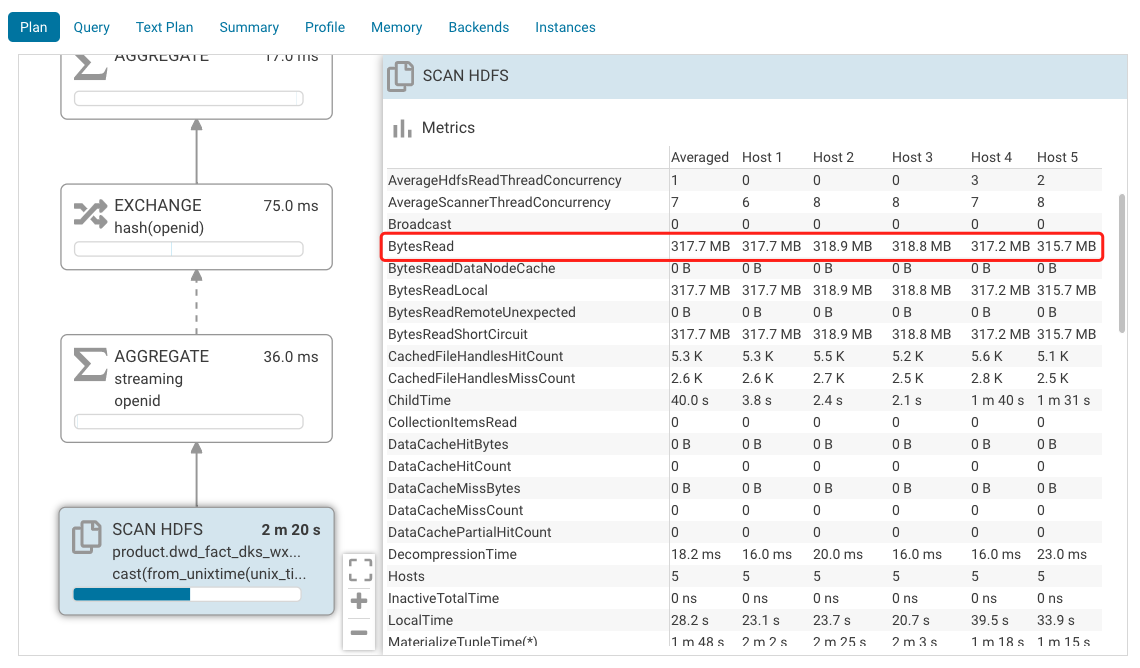 Plan Query Text Plan Summary Profile Memory Backends Instances
AGGREGATE 17.0 ms
EXCHANGE 75.0 ms
hash(openid)
AGGREGATE 36.0 ms
streaming
openid
SCAN HDFS 2 m 20 s
product.dwd_fact_dks_wx...
cast(from_unixtime(unix_ti...
SCAN HDFS
Metrics
Averaged Host 1 Host 2 Host 3 Host 4 Host 5
AverageHdfsReadThreadConcurrency 1 0 0 0 3 2
AverageScannerThreadConcurrency 7 6 8 8 7 8
Broadcast 0 0 0 0 0 0
BytesRead 317.7 MB 317.7 MB 318.9 MB 318.8 MB 317.2 MB 315.7 MB
BytesReadDataNodeCache 0 B 0 B 0 B 0 B 0 B 0 B
BytesReadLocal 317.7 MB 317.7 MB 318.9 MB 318.8 MB 317.2 MB 315.7 MB
BytesReadRemoteUnexpected 0 B 0 B 0 B 0 B 0 B 0 B
BytesReadShortCircuit 317.7 MB 317.7 MB 318.9 MB 318.8 MB 317.2 MB 315.7 MB
CachedFileHandlesHitCount 5.3 K 5.3 K 5.5 K 5.2 K 5.6 K 5.1 K
CachedFileHandlesMissCount 2.6 K 2.6 K 2.7 K 2.5 K 2.8 K 2.5 K
ChildTime 40.0 s 3.8 s 2.4 s 2.1 s 1 m 40 s 1 m 31 s
CollectionItemsRead 0 0 0 0 0 0
DataCacheHitBytes 0 B 0 B 0 B 0 B 0 B 0 B
DataCacheHitCount 0 0 0 0 0 0
DataCacheMissBytes 0 B 0 B 0 B 0 B 0 B 0 B
DataCacheMissCount 0 0 0 0 0 0
DataCachePartialHitCount 0 0 0 0 0 0
DecompressionTime 18.2 ms 16.0 ms 20.0 ms 16.0 ms 16.0 ms 23.0 ms
Hosts 5 5 5 5 5 5
InactiveTotalTime 0 ns 0 ns 0 ns 0 ns 0 ns 0 ns
LocalTime 28.2 s 23.1 s 23.7 s 20.7 s 39.5 s 33.9 s
MaterializeTupleTime(*) 1 m 48 s 2 m 2 s 2 m 25 s 2 m 3 s 1 m 18 s 1 m 15 s